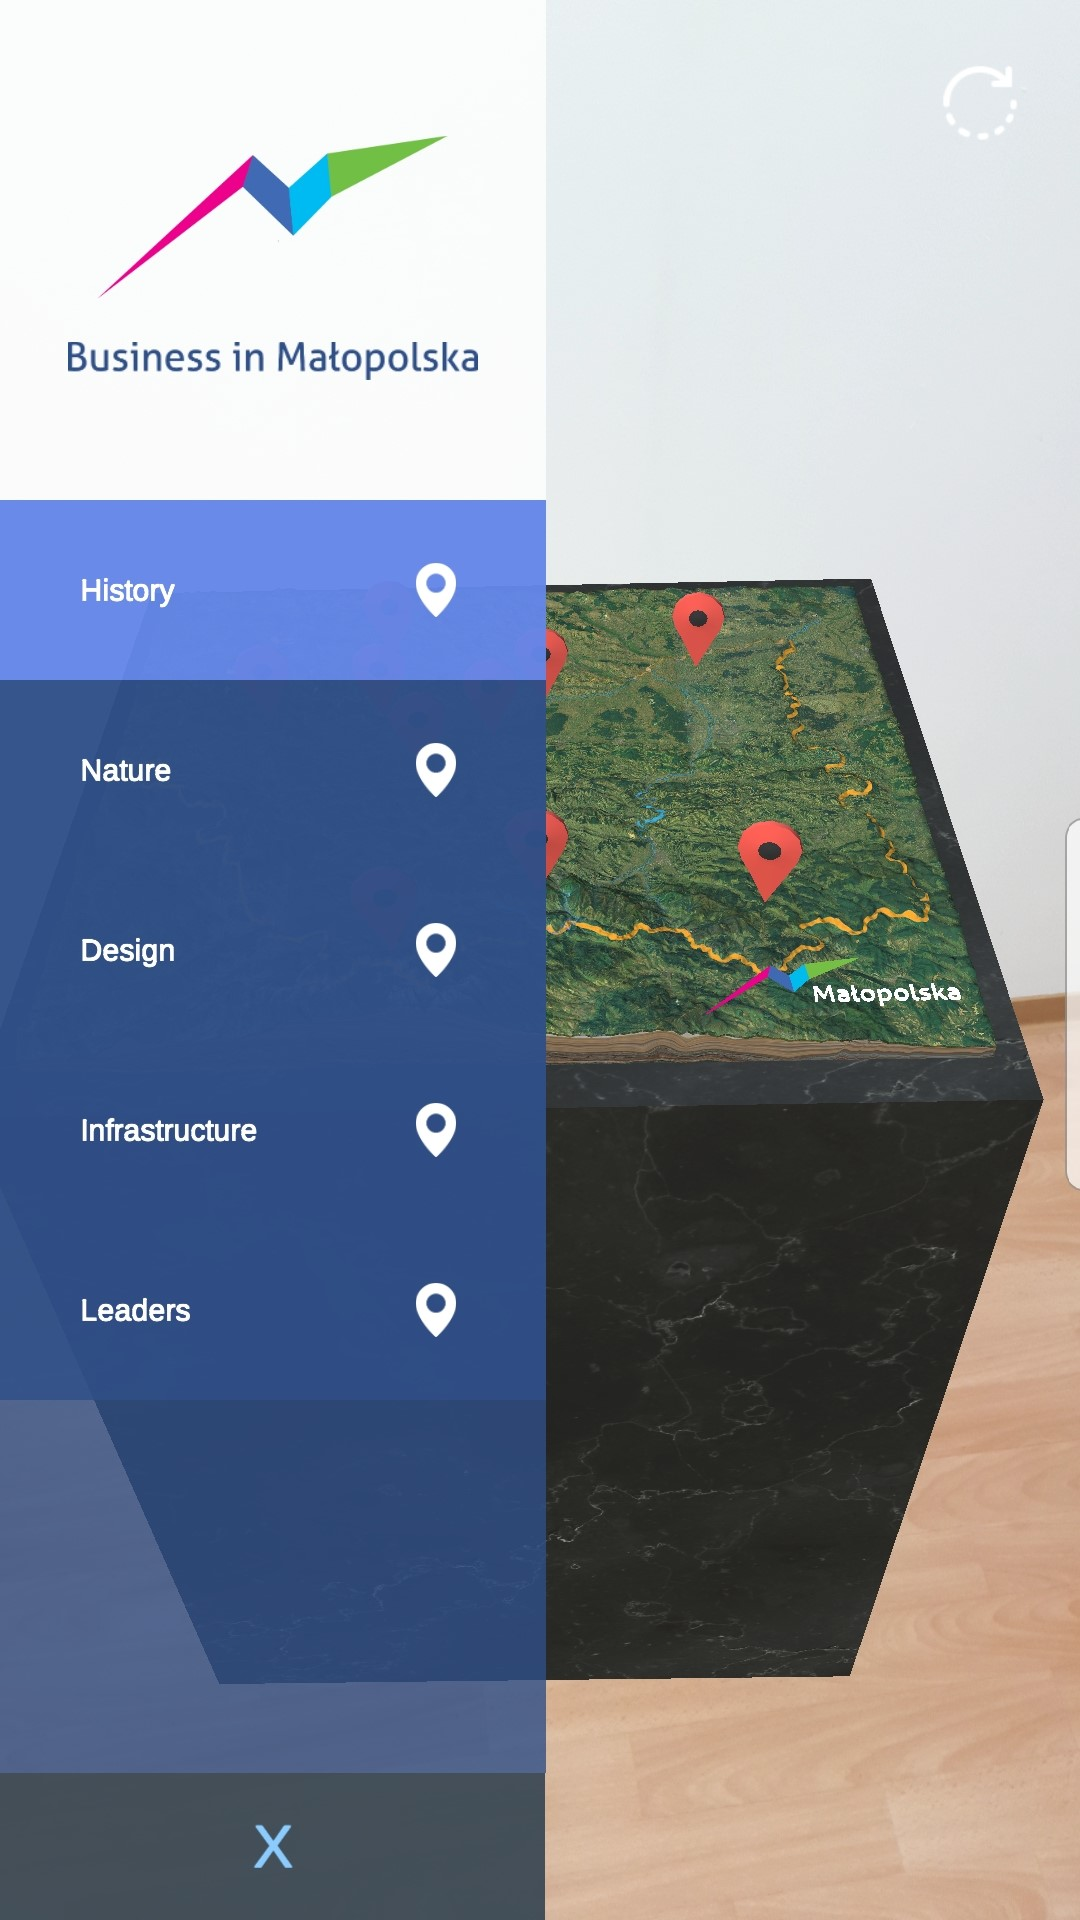 Business in Małopolska
History
Nature
Design
Infrastructure
Leaders
Małopolska
X